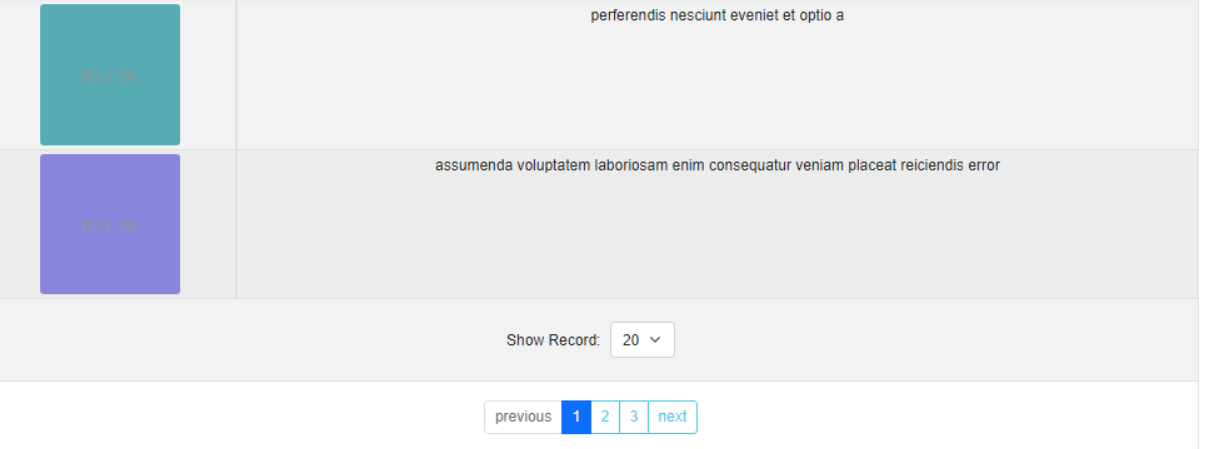 perferendis nesciunt eveniet et optio a
assumenda voluptatem laboriosam enim consequatur veniam placeat reiciendis error
Show Record: 20
previous 1 2 3 next